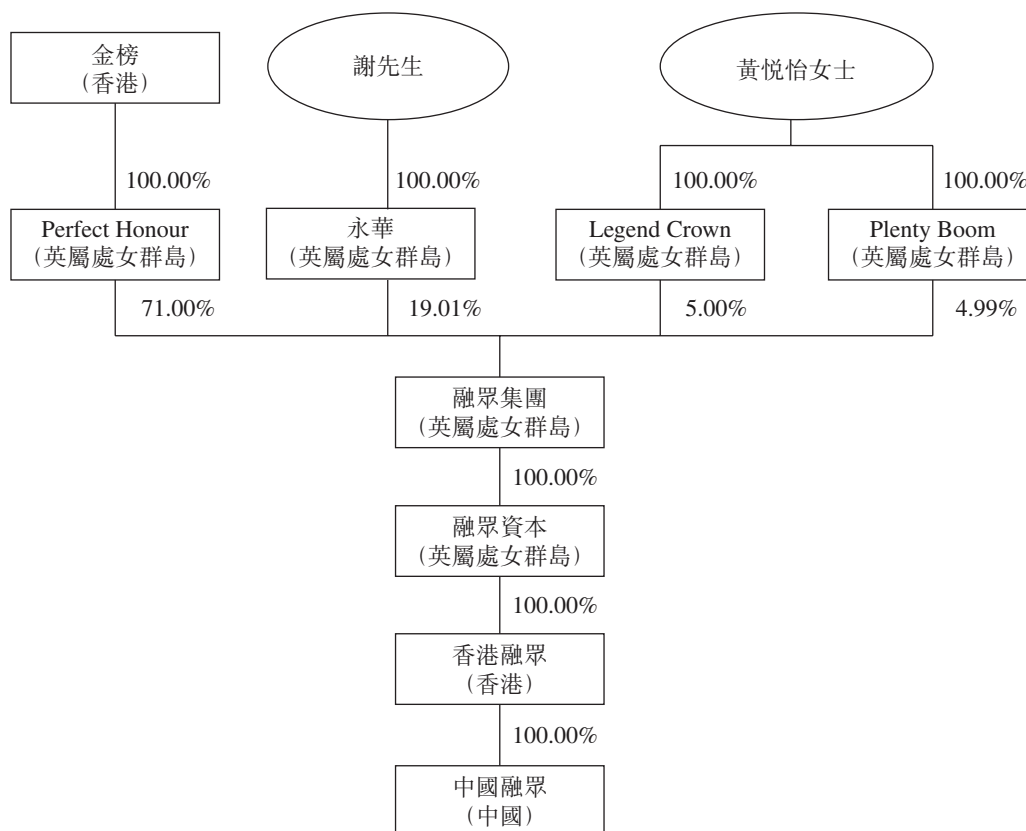 金榜
（香港）
謝先生
黃悦怡女士
100.00%
100.00%
100.00%
100.00%
Perfect Honour
（英屬處女群島）
永華
（英屬處女群島）
Legend Crown
（英屬處女群島）
Plenty Boom
（英屬處女群島）
71.00%
19.01%
5.00%
4.99%
融眾集團
（英屬處女群島）
100.00%
融眾資本
（英屬處女群島）
100.00%
香港融眾
（香港）
100.00%
中國融眾
（中國）